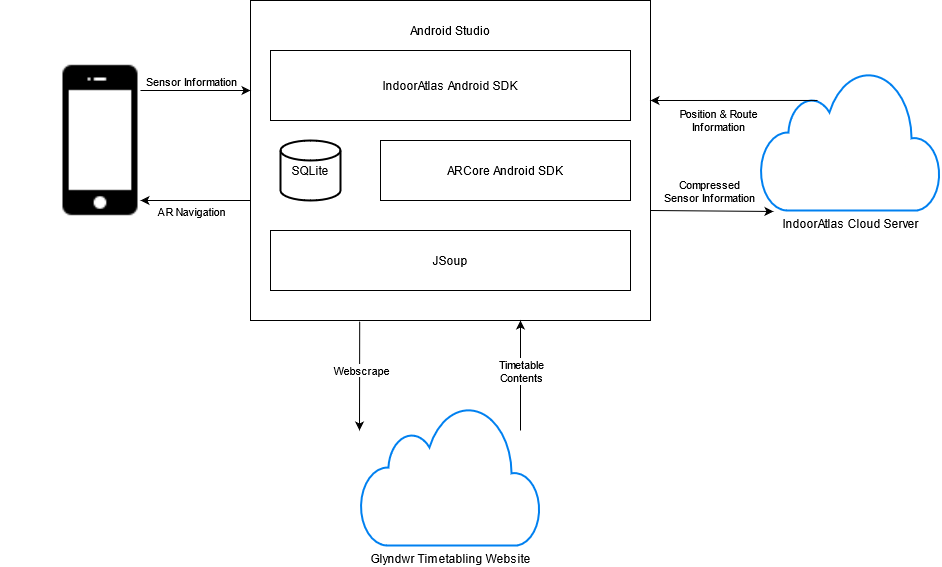 Android Studio
IndoorAtlas Android SDK
Sensor Information
Position & Route
Information
SQLite
ARCore Android SDK
Compressed
Sensor Information
AR Navigation
IndoorAtlas Cloud Server
JSoup
Webscrape
Timetable
Contents
Glyndwr Timetabling Website